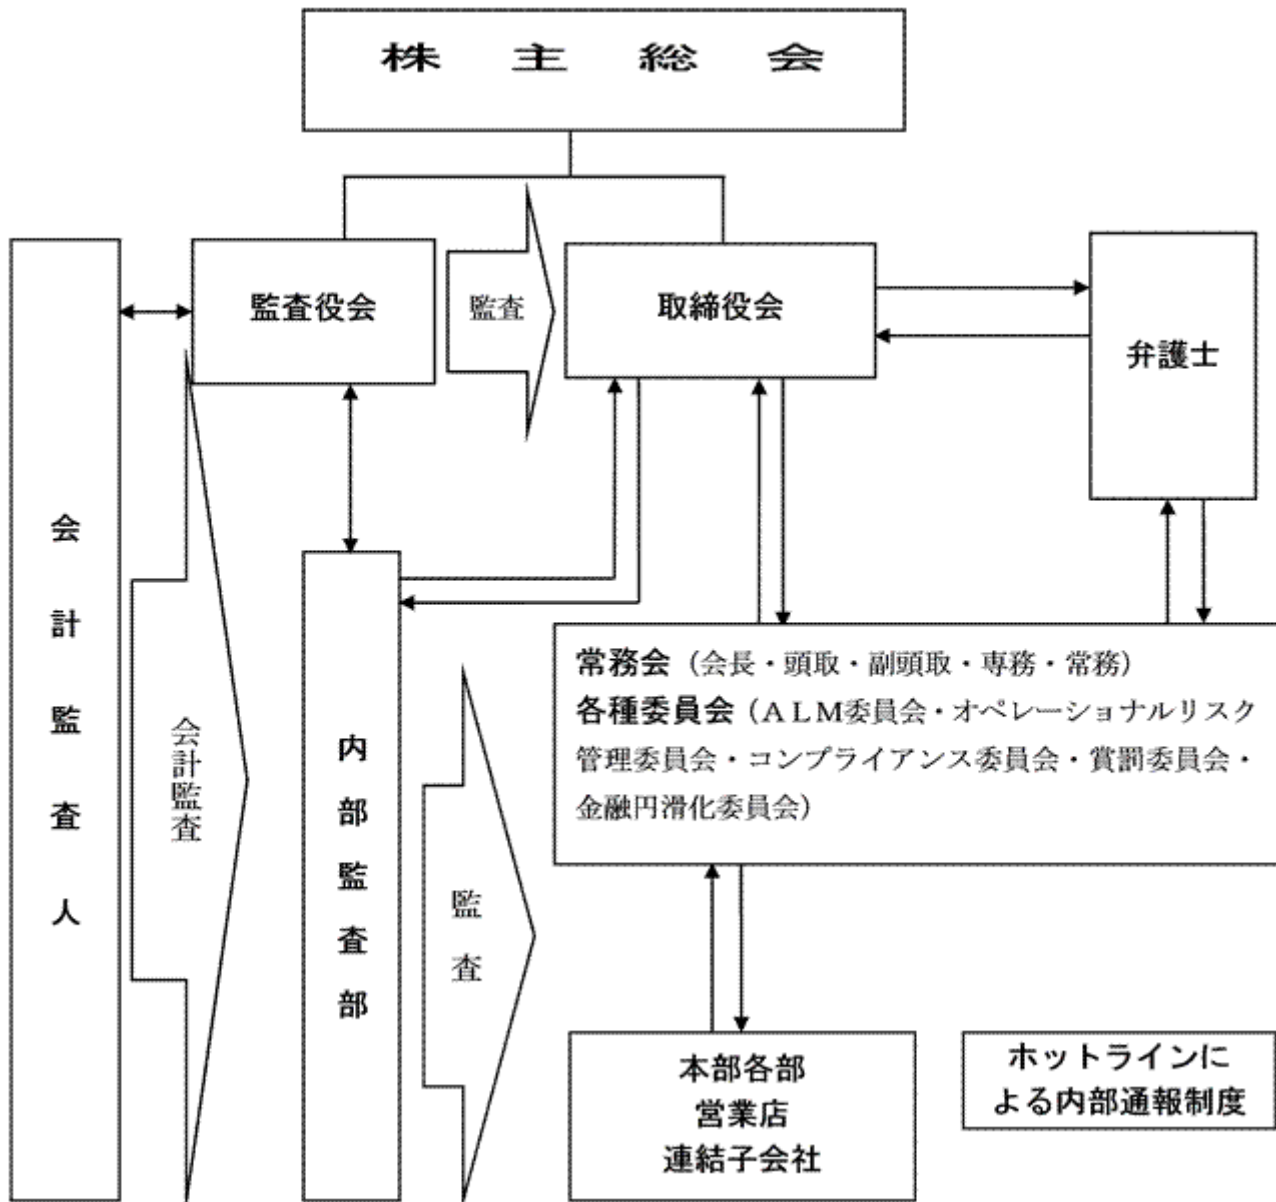 株主総会
監査役会
監査
取締役会
弁護士
会計監査人
会計監査
内部監査部
監査
常務会（会長・頭取・副頭取・専務・常務）
各種委員会（ＡＬＭ委員会・オペレーショナルリスク
管理委員会・コンプライアンス委員会・賞罰委員会・
金融円滑化委員会）
本部各部
営業店
連結子会社
ホットラインに
よる内部通報制度